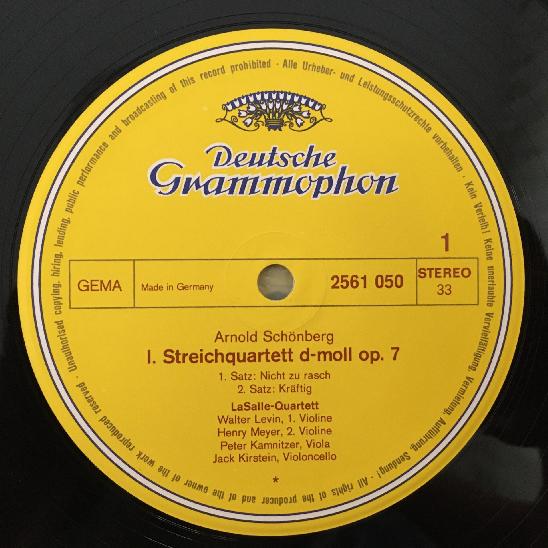 Deutsche
Grammophon
1
GEMA
Made in Germany
2561 050
STEREO
33
Arnold Schönberg
I. Streichquartett d-moll op. 7
1. Satz: Nicht zu rasch
2. Satz: Kräftig
LaSalle-Quartett
Walter Levin, 1. Violine
Henry Meyer, 2. Violine
Peter Kamnitzer, Viola
Jack Kirstein, Violoncello
*
Unauthorised copying, hiring, lending, public performance and broadcasting of this record prohibited · Alle Urheber- und Leistungsschutzrechte vorbehalten · Kein Verleih! Keine unerlaubte Vervielfältigung, Vermietung, Aufführung, Sendung! · All rights of the producer and of the owner of the work reproduced reserved ·